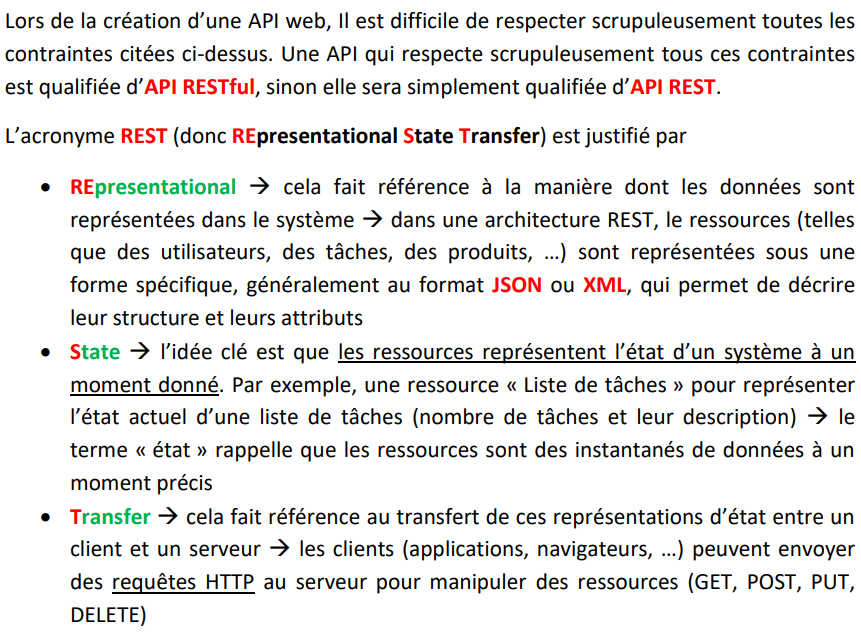 Lors de la création d’une API web, Il est difficile de respecter scrupuleusement toutes les
contraintes citées ci-dessus. Une API qui respecte scrupuleusement tous ces contraintes
est qualifiée d’API RESTful, sinon elle sera simplement qualifiée d’API REST.
L’acronyme REST (donc REpresentational State Transfer) est justifié par
• REpresentational → cela fait référence à la manière dont les données sont
représentées dans le système → dans une architecture REST, le ressources (telles
que des utilisateurs, des tâches, des produits, …) sont représentées sous une
forme spécifique, généralement au format JSON ou XML, qui permet de décrire
leur structure et leurs attributs
• State → l’idée clé est que les ressources représentent l’état d’un système à un
moment donné. Par exemple, une ressource « Liste de tâches » pour représenter
l’état actuel d’une liste de tâches (nombre de tâches et leur description) → le
terme « état » rappelle que les ressources sont des instantanés de données à un
moment précis
• Transfer → cela fait référence au transfert de ces représentations d’état entre un
client et un serveur → les clients (applications, navigateurs, …) peuvent envoyer
des requêtes HTTP au serveur pour manipuler des ressources (GET, POST, PUT,
DELETE)